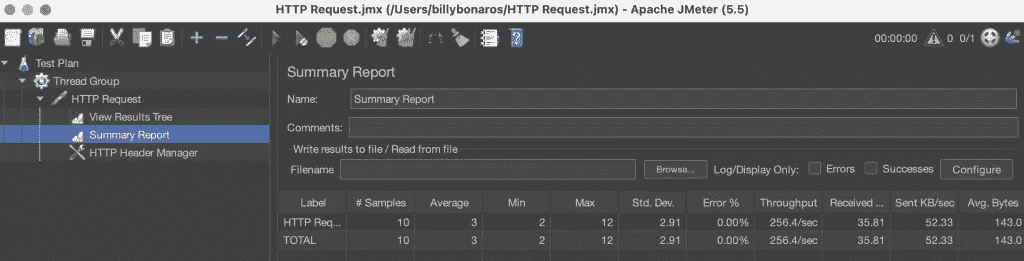 HTTP Request.jmx (/Users/billybonaros/HTTP Request.jmx) - Apache JMeter (5.5)
00:00:00 0 0/1
Test Plan
Thread Group
HTTP Request
View Results Tree
Summary Report
HTTP Header Manager
Summary Report
Name: Summary Report
Comments:
Write results to file / Read from file
Filename Browse... Log/Display Only: Errors Successes Configure
Label # Samples Average Min Max Std. Dev. Error % Throughput Received ... Sent KB/sec Avg. Bytes
HTTP Req... 10 3 2 12 2.91 0.00% 256.4/sec 35.81 52.33 143.0
TOTAL 10 3 2 12 2.91 0.00% 256.4/sec 35.81 52.33 143.0